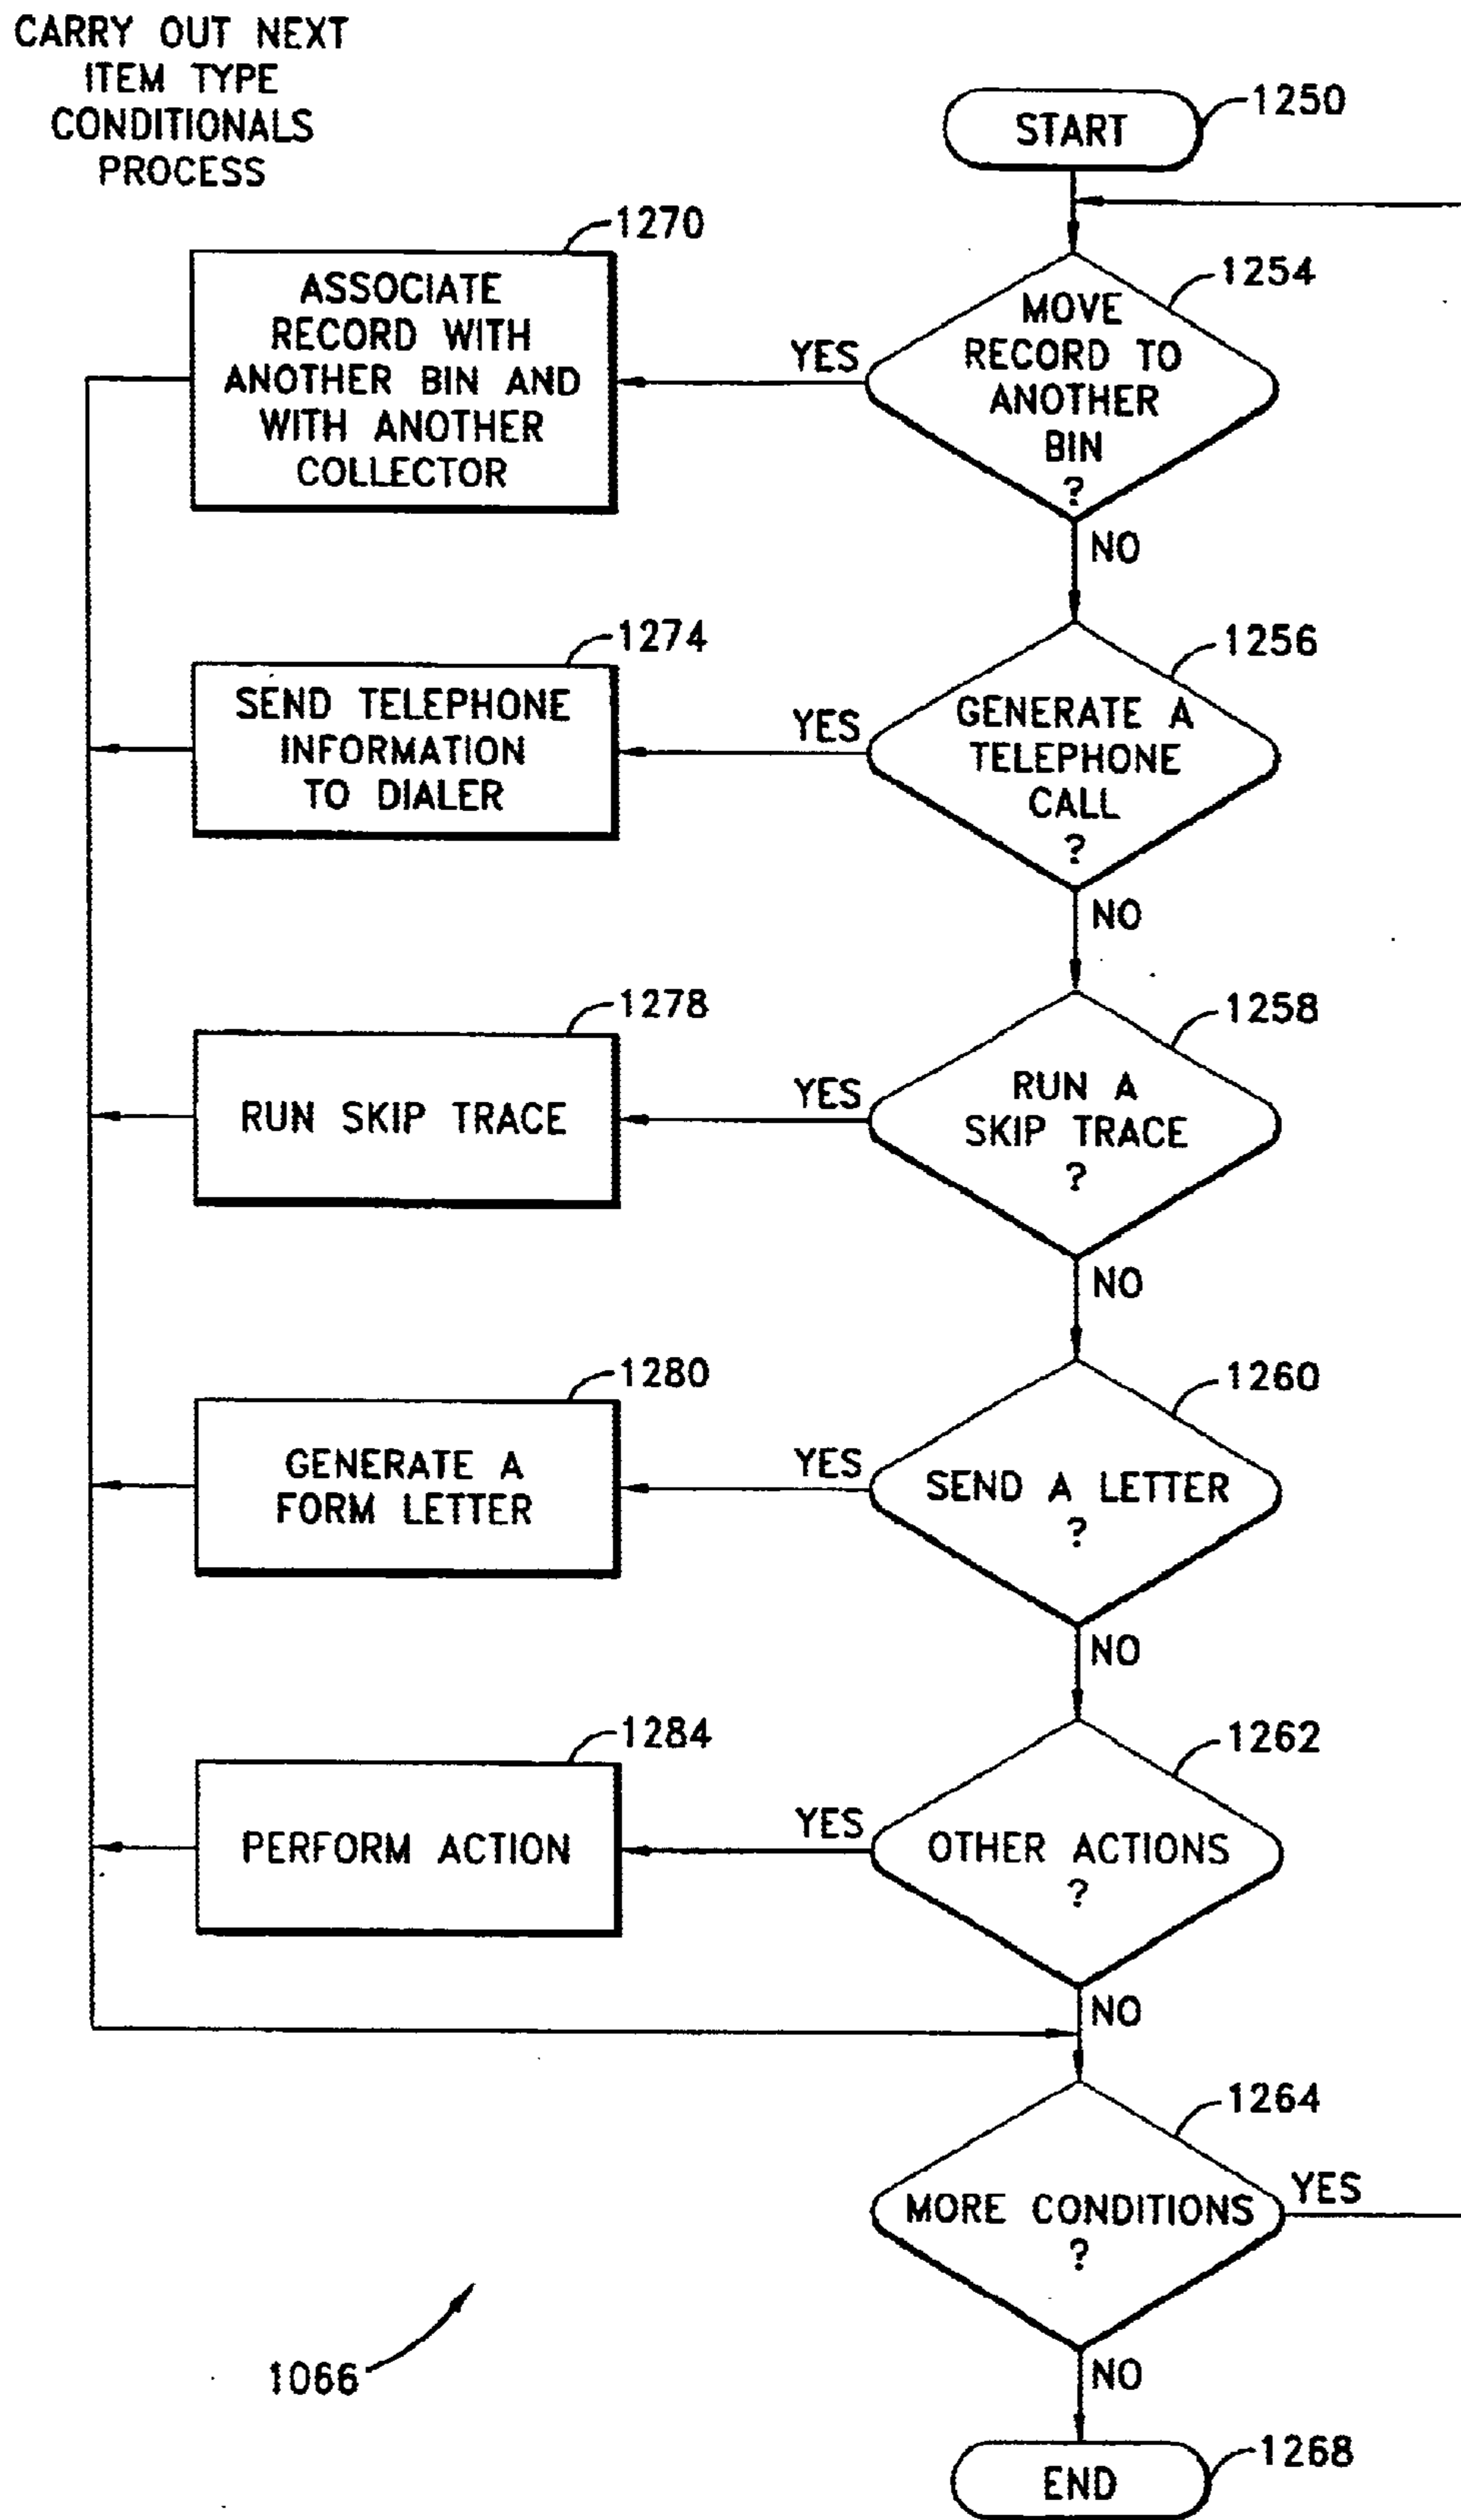 CARRY OUT NEXT
ITEM TYPE
CONDITIONALS
PROCESS
START
1250
1270
ASSOCIATE
RECORD WITH
ANOTHER BIN AND
WITH ANOTHER
COLLECTOR
YES
1254
MOVE
RECORD TO
ANOTHER
BIN
?
NO
1274
SEND TELEPHONE
INFORMATION
TO DIALER
YES
1256
GENERATE A
TELEPHONE
CALL
?
NO
1278
RUN SKIP TRACE
YES
1258
RUN A
SKIP TRACE
?
NO
1280
GENERATE A
FORM LETTER
YES
1260
SEND A LETTER
?
NO
1284
PERFORM ACTION
YES
1262
OTHER ACTIONS
?
NO
1264
MORE CONDITIONS
?
YES
NO
1066
END
1268